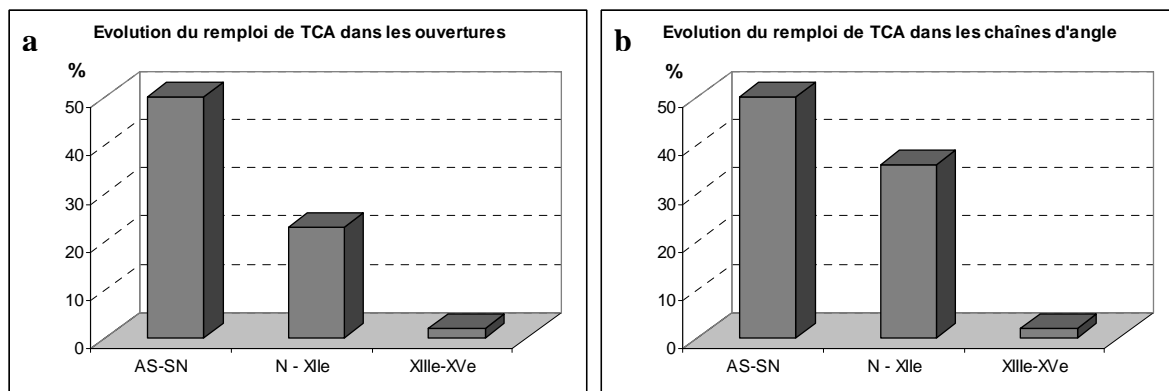 a
Evolution du remploi de TCA dans les ouvertures
%
50
40
30
20
10
0
AS-SN N - XIIe XIIIe-XVe
b
Evolution du remploi de TCA dans les chaînes d'angle
%
50
40
30
20
10
0
AS-SN N - XIIe XIIIe-XVe